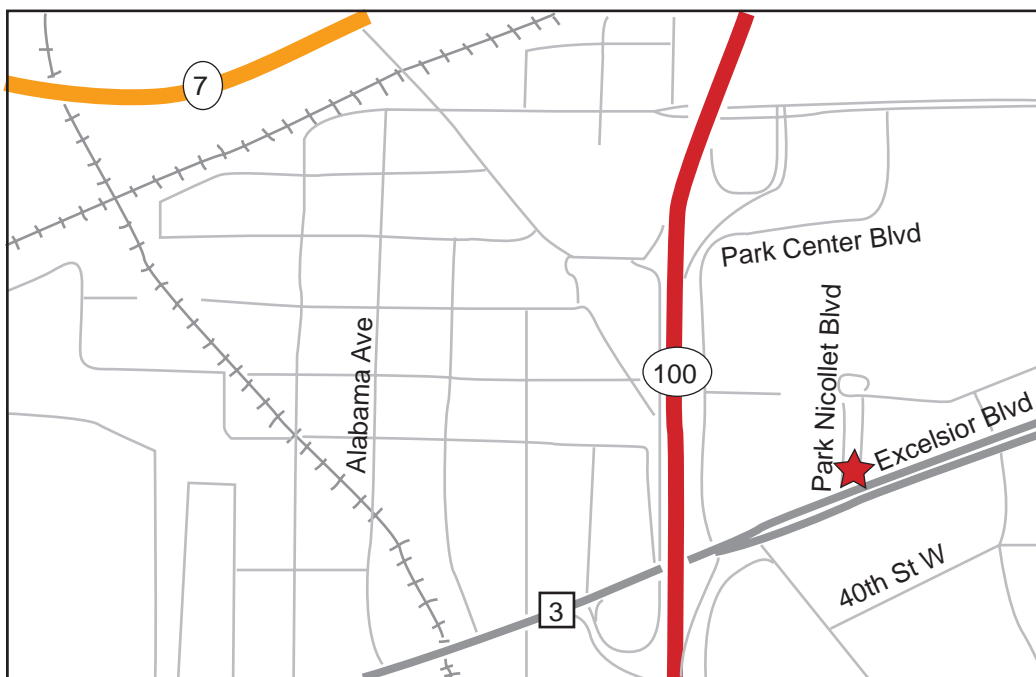 7
Park Center Blvd
Park Nicollet Blvd
Alabama Ave
100
Excelsior Blvd
40th St W
3